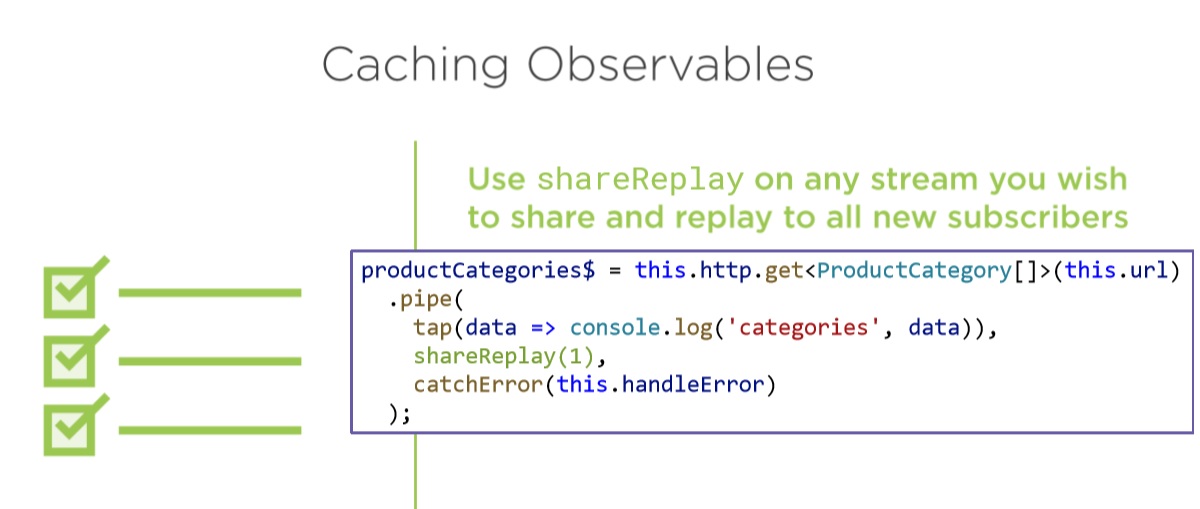 Caching Observables
Use shareReplay on any stream you wish
to share and replay to all new subscribers
productCategories$ = this.http.get<ProductCategory[]>(this.url)
  .pipe(
    tap(data => console.log('categories', data)),
    shareReplay(1),
    catchError(this.handleError)
  );